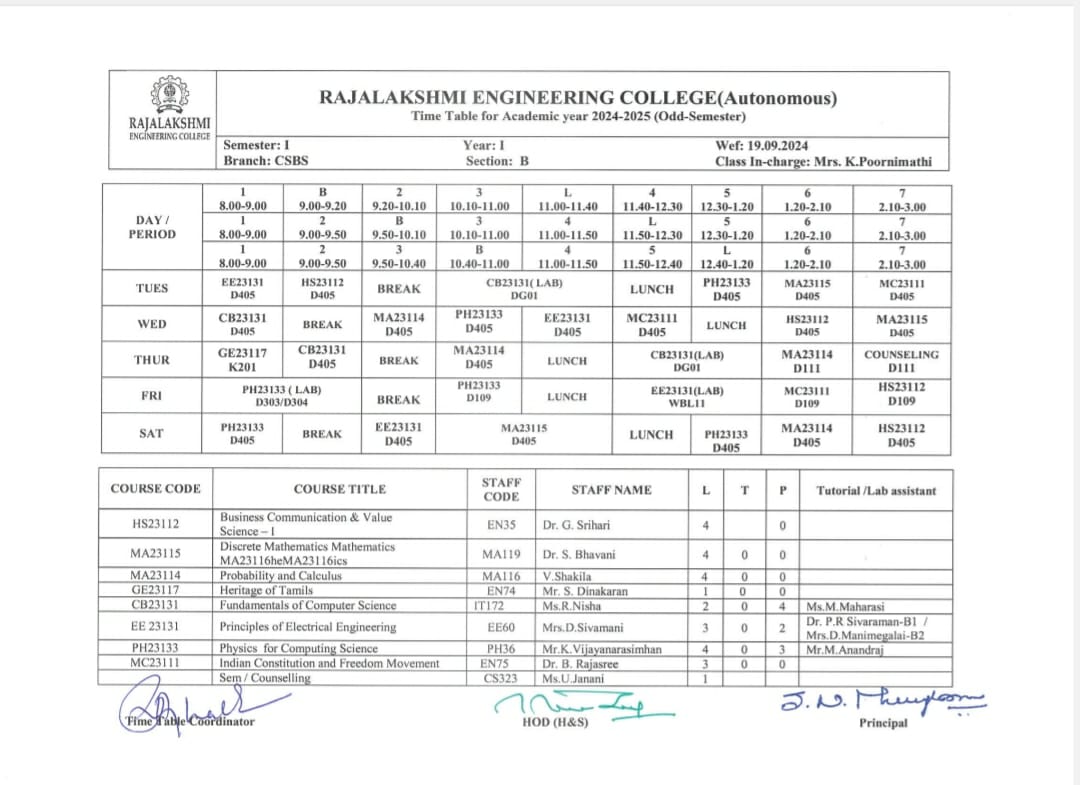 RAJALAKSHMI
ENGINEERING COLLEGE
RAJALAKSHMI ENGINEERING COLLEGE(Autonomous)
Time Table for Academic year 2024-2025 (Odd-Semester)
Semester: I Year: I Wef: 19.09.2024
Branch: CSBS Section: B Class In-charge: Mrs. K.Poornimathi
DAY / PERIOD
1 B 2 3 L 4 5 6 7
8.00-9.00 9.00-9.20 9.20-10.10 10.10-11.00 11.00-11.40 11.40-12.30 12.30-1.20 1.20-2.10 2.10-3.00
1 2 B 3 4 L 5 6 7
8.00-9.00 9.00-9.50 9.50-10.10 10.10-11.00 11.00-11.50 11.50-12.30 12.30-1.20 1.20-2.10 2.10-3.00
1 2 3 B 4 5 L 6 7
8.00-9.00 9.00-9.50 9.50-10.40 10.40-11.00 11.00-11.50 11.50-12.40 12.40-1.20 1.20-2.10 2.10-3.00
TUES EE23131 HS23112 BREAK CB23131( LAB) LUNCH PH23133 MA23115 MC23111
D405 D405 DG01 D405 D405 D405
WED CB23131 BREAK MA23114 PH23133 EE23131 MC23111 LUNCH HS23112 MA23115
D405 D405 D405 D405 D405 D405 D405
THUR GE23117 CB23131 BREAK MA23114 LUNCH CB23131(LAB) MA23114 COUNSELING
K201 D405 D405 DG01 D111 D111
FRI PH23133 ( LAB) BREAK PH23133 LUNCH EE23131(LAB) MC23111 HS23112
D303/D304 D109 WBL11 D109 D109
SAT PH23133 BREAK EE23131 MA23115 LUNCH PH23133 MA23114 HS23112
D405 D405 D405 D405 D405 D405
COURSE CODE COURSE TITLE STAFF CODE STAFF NAME L T P Tutorial /Lab assistant
HS23112 Business Communication & Value EN35 Dr. G. Srihari 4 0
Science – I
MA23115 Discrete Mathematics Mathematics MA119 Dr. S. Bhavani 4 0 0
MA23116heMA23116ics
MA23114 Probability and Calculus MA116 V.Shakila 4 0 0
GE23117 Heritage of Tamils EN74 Mr. S. Dinakaran 1 0 0
CB23131 Fundamentals of Computer Science IT172 Ms.R.Nisha 2 0 4 Ms.M.Maharasi
EE 23131 Principles of Electrical Engineering EE60 Mrs.D.Sivamani 3 0 2 Dr. P.R Sivaraman-B1 /
Mrs.D.Manimegalai-B2
PH23133 Physics for Computing Science PH36 Mr.K.Vijayanarasimhan 4 0 3 Mr.M.Anandraj
MC23111 Indian Constitution and Freedom Movement EN75 Dr. B. Rajasree 3 0 0
Sem / Counselling CS323 Ms.U.Janani 1
Time Table Coordinator HOD (H&S) Principal